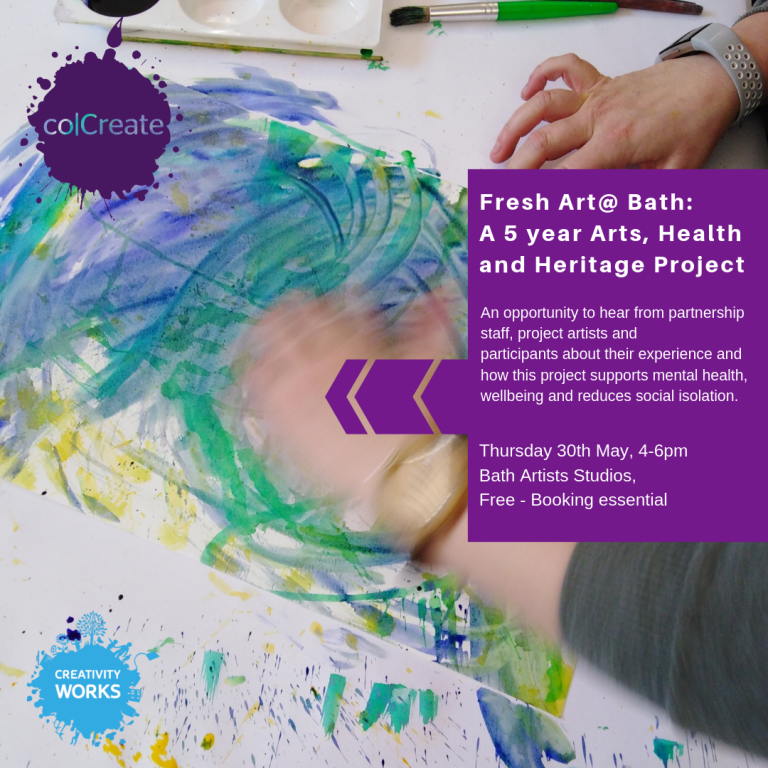 colCreate
Fresh Art@ Bath:
A 5 year Arts, Health
and Heritage Project
An opportunity to hear from partnership
staff, project artists and
participants about their experience and
how this project supports mental health,
wellbeing and reduces social isolation.
Thursday 30th May, 4-6pm
Bath Artists Studios,
Free - Booking essential
CREATIVITY
WORKS